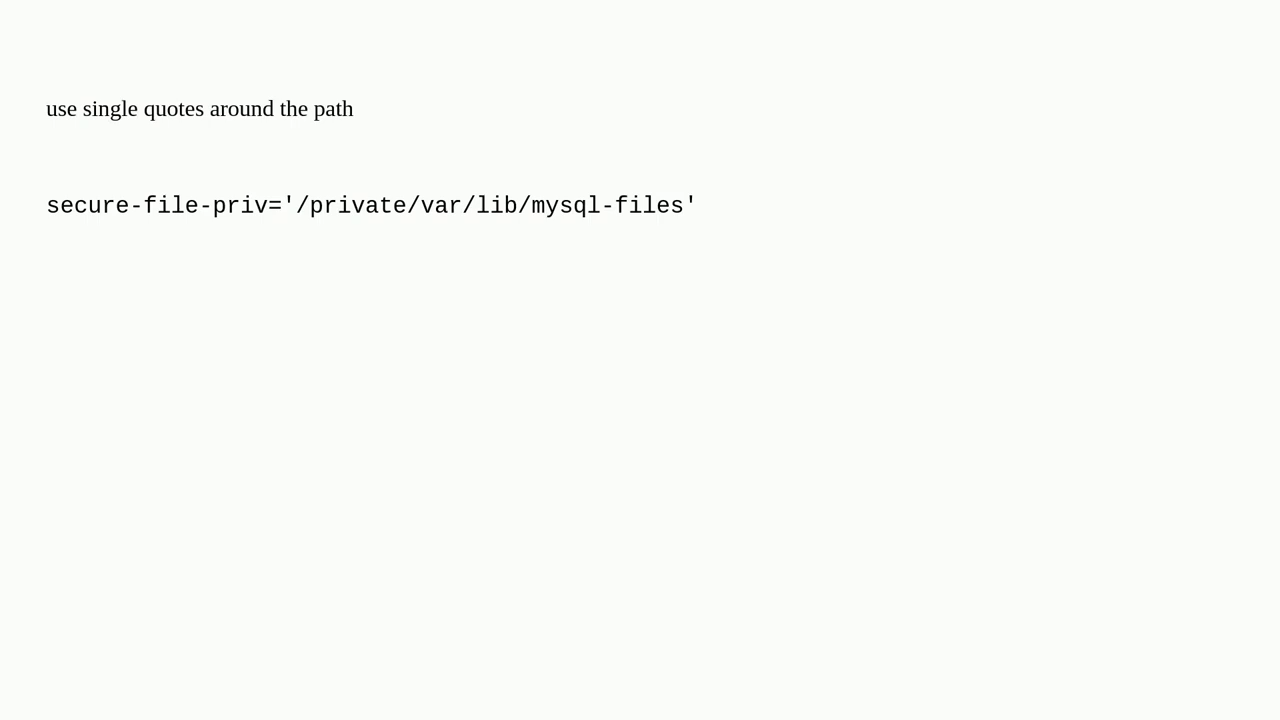 use single quotes around the path
secure-file-priv='/private/var/lib/mysql-files'